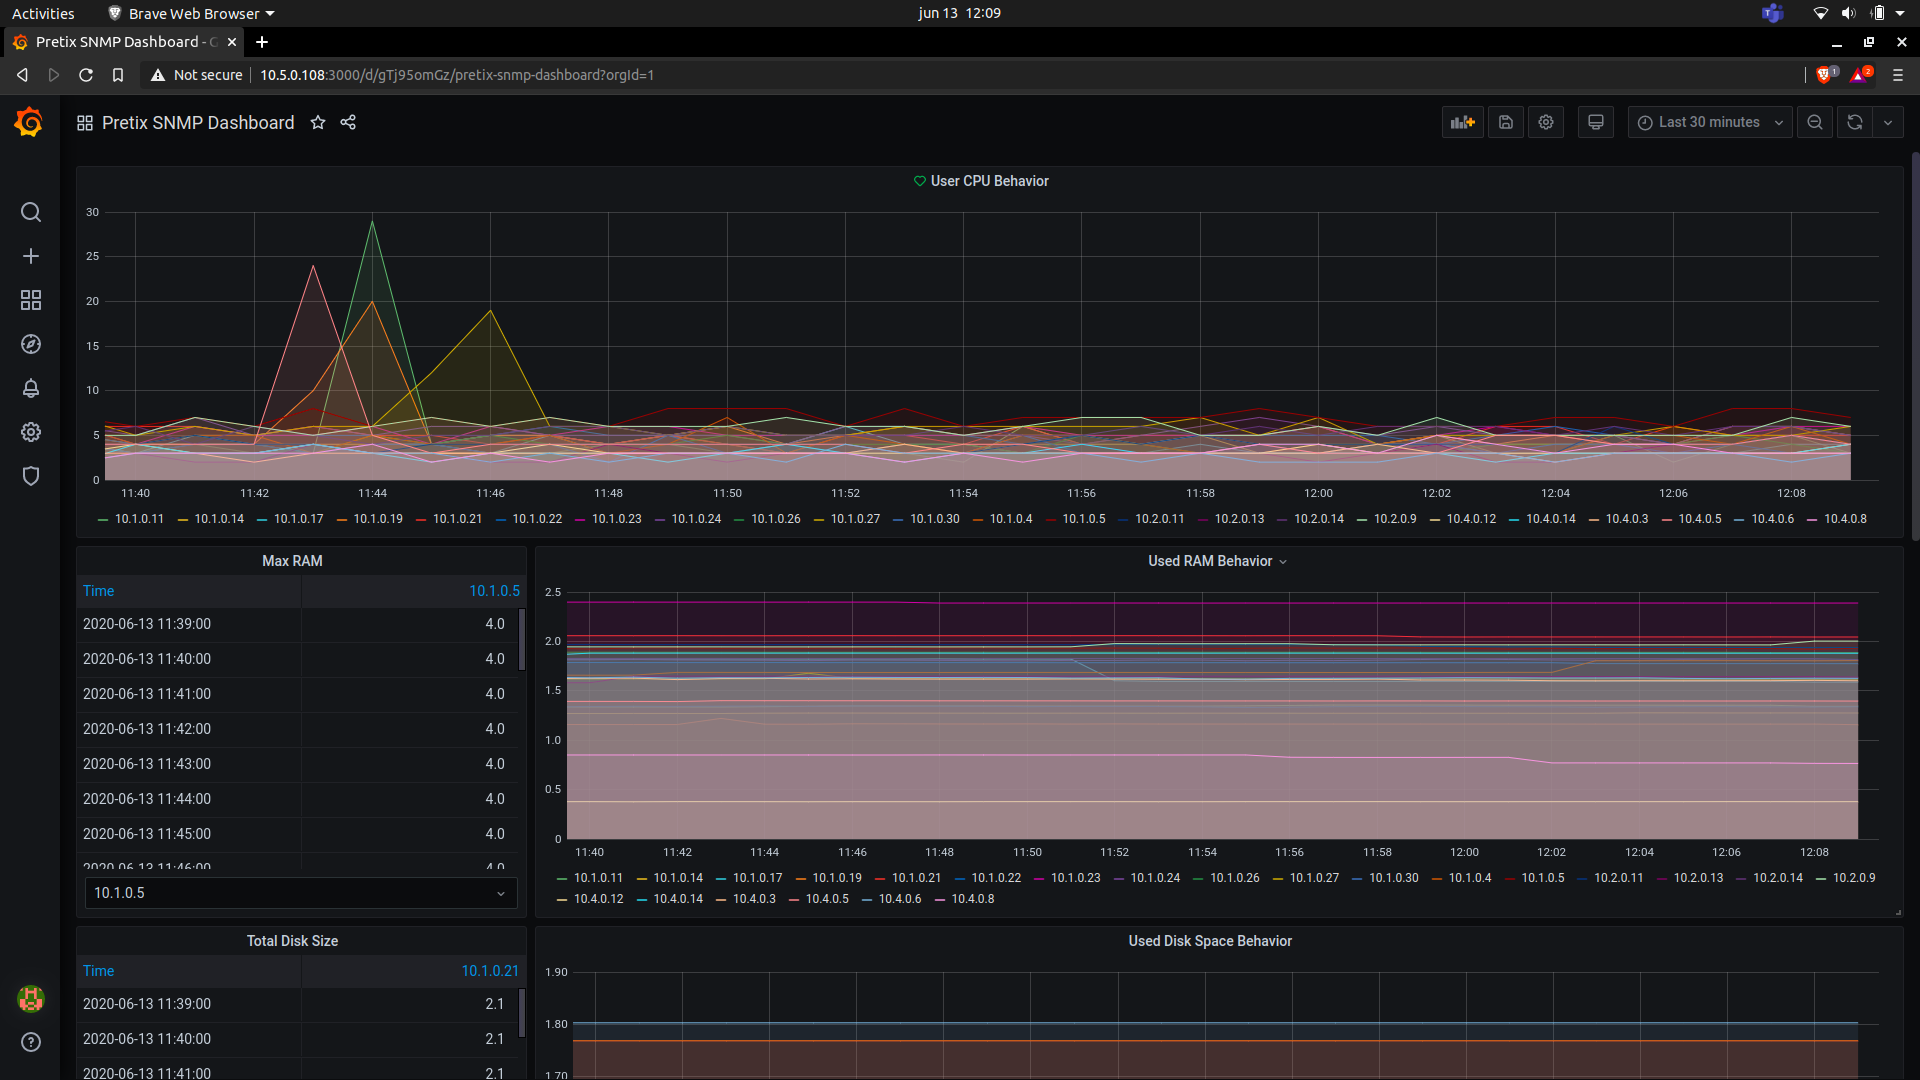 Activities Brave Web Browser jun 13 12:09
Pretix SNMP Dashboard - G
Not secure 10.5.0.108:3000/d/gTj95omGz/pretix-snmp-dashboard?orgId=1 1 2
Pretix SNMP Dashboard Last 30 minutes
User CPU Behavior
30
25
20
15
10
5
0
11:40 11:42 11:44 11:46 11:48 11:50 11:52 11:54 11:56 11:58 12:00 12:02 12:04 12:06 12:08
10.1.0.11 10.1.0.14 10.1.0.17 10.1.0.19 10.1.0.21 10.1.0.22 10.1.0.23 10.1.0.24 10.1.0.26 10.1.0.27 10.1.0.30 10.1.0.4 10.1.0.5 10.2.0.11 10.2.0.13 10.2.0.14 10.2.0.9 10.4.0.12 10.4.0.14 10.4.0.3 10.4.0.5 10.4.0.6 10.4.0.8
Max RAM
Time 10.1.0.5
2020-06-13 11:39:00 4.0
2020-06-13 11:40:00 4.0
2020-06-13 11:41:00 4.0
2020-06-13 11:42:00 4.0
2020-06-13 11:43:00 4.0
2020-06-13 11:44:00 4.0
2020-06-13 11:45:00 4.0
2020-06-13 11:46:00 4.0
10.1.0.5
Used RAM Behavior
2.5
2.0
1.5
1.0
0.5
0
11:40 11:42 11:44 11:46 11:48 11:50 11:52 11:54 11:56 11:58 12:00 12:02 12:04 12:06 12:08
10.1.0.11 10.1.0.14 10.1.0.17 10.1.0.19 10.1.0.21 10.1.0.22 10.1.0.23 10.1.0.24 10.1.0.26 10.1.0.27 10.1.0.30 10.1.0.4 10.1.0.5 10.2.0.11 10.2.0.13 10.2.0.14 10.2.0.9
10.4.0.12 10.4.0.14 10.4.0.3 10.4.0.5 10.4.0.6 10.4.0.8
Total Disk Size
Time 10.1.0.21
2020-06-13 11:39:00 2.1
2020-06-13 11:40:00 2.1
2020-06-13 11:41:00 2.1
Used Disk Space Behavior
1.90
1.80
1.70